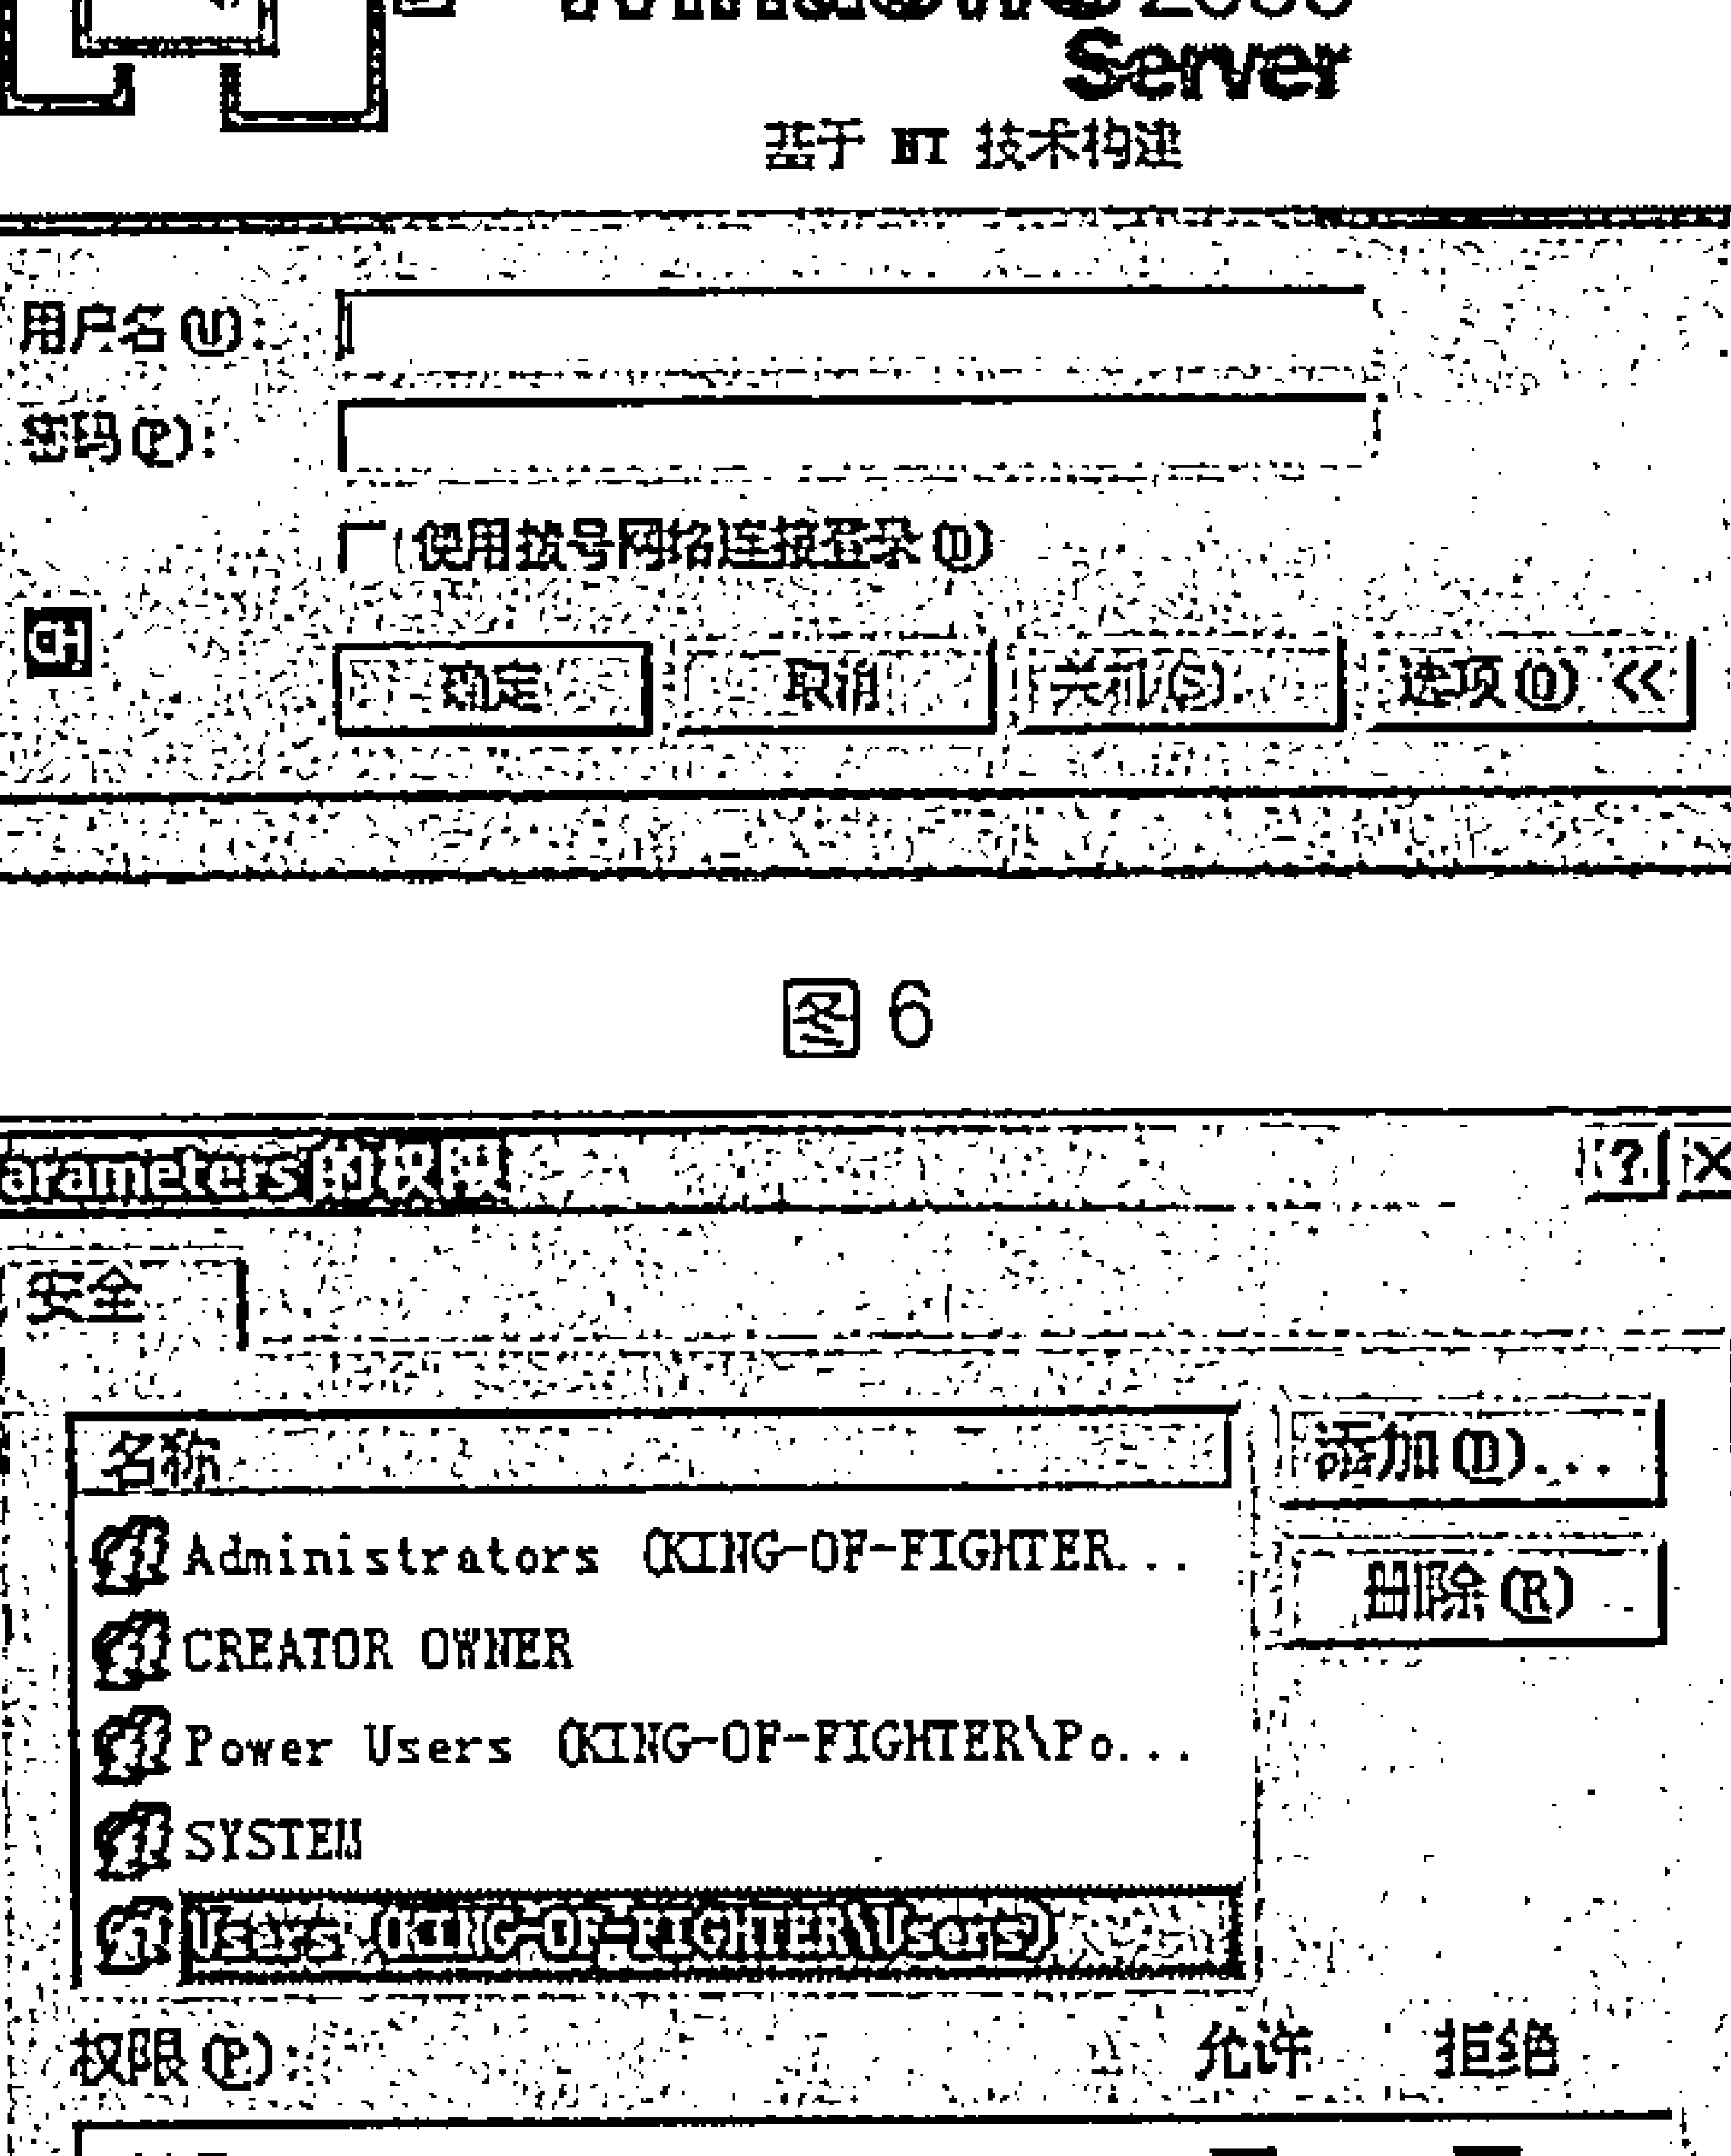 Server
基于 NT 技术构建
用户名(U):
密码(P):
使用拨号网络连接登录(D)
确定 取消 关机(S). 选项(O) <<
图 6
arameters 的权限
安全
名称
添加(D)...
Administrators (KING-OF-FIGHTER...
删除(R)
CREATOR OWNER
Power Users (KING-OF-FIGHTER\Po...
SYSTEM
Users (KING-OF-FIGHTER\Users)
权限(P): 允许 拒绝